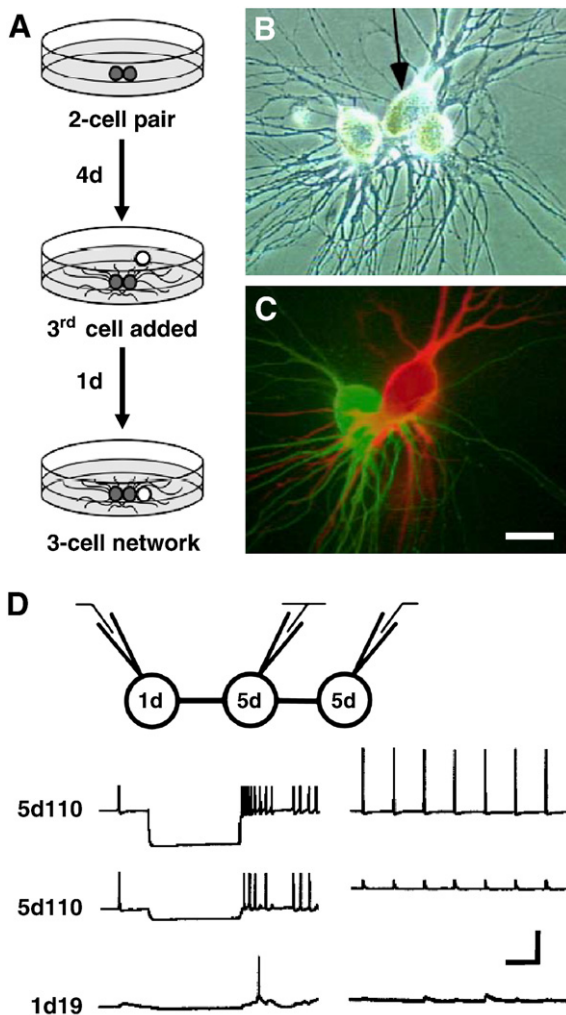 A
2-cell pair
4d
3rd cell added
1d
3-cell network
B
C
D
1d
5d
5d
5d110
5d110
1d19